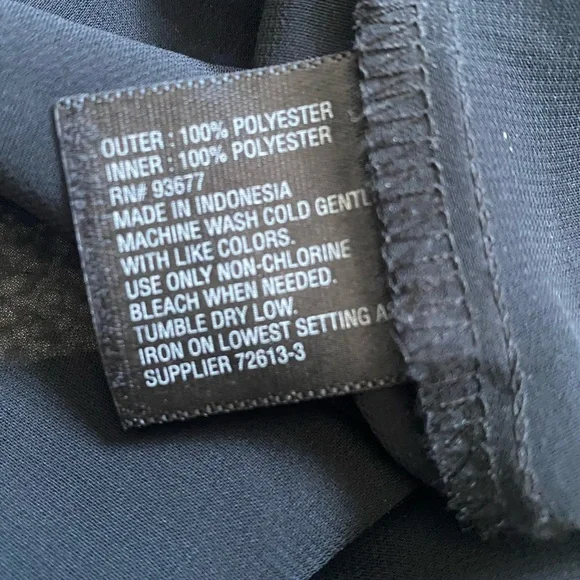 OUTER : 100% POLYESTER
INNER : 100% POLYESTER
RN# 93677
MADE IN INDONESIA
MACHINE WASH COLD GENTL
WITH LIKE COLORS.
USE ONLY NON-CHLORINE
BLEACH WHEN NEEDED.
TUMBLE DRY LOW.
IRON ON LOWEST SETTING A
SUPPLIER 72613-3